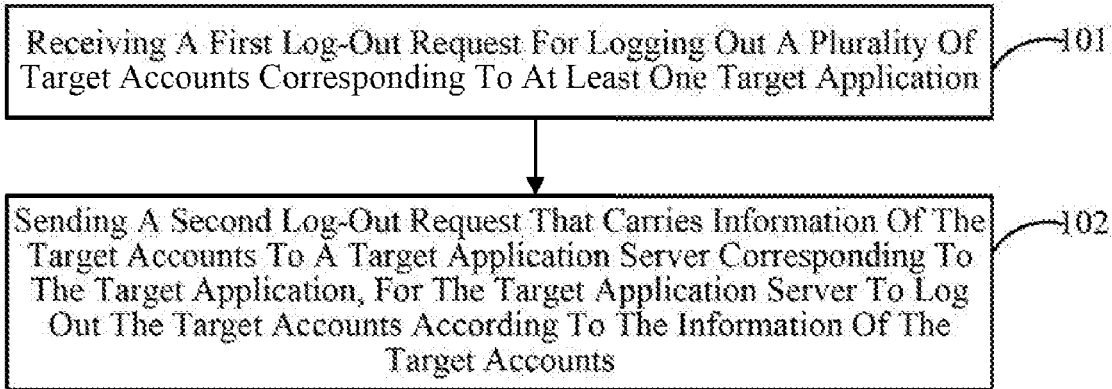 Receiving A First Log-Out Request For Logging Out A Plurality Of
Target Accounts Corresponding To At Least One Target Application
101
Sending A Second Log-Out Request That Carries Information Of The
Target Accounts To A Target Application Server Corresponding To
The Target Application, For The Target Application Server To Log
Out The Target Accounts According To The Information Of The
Target Accounts
102